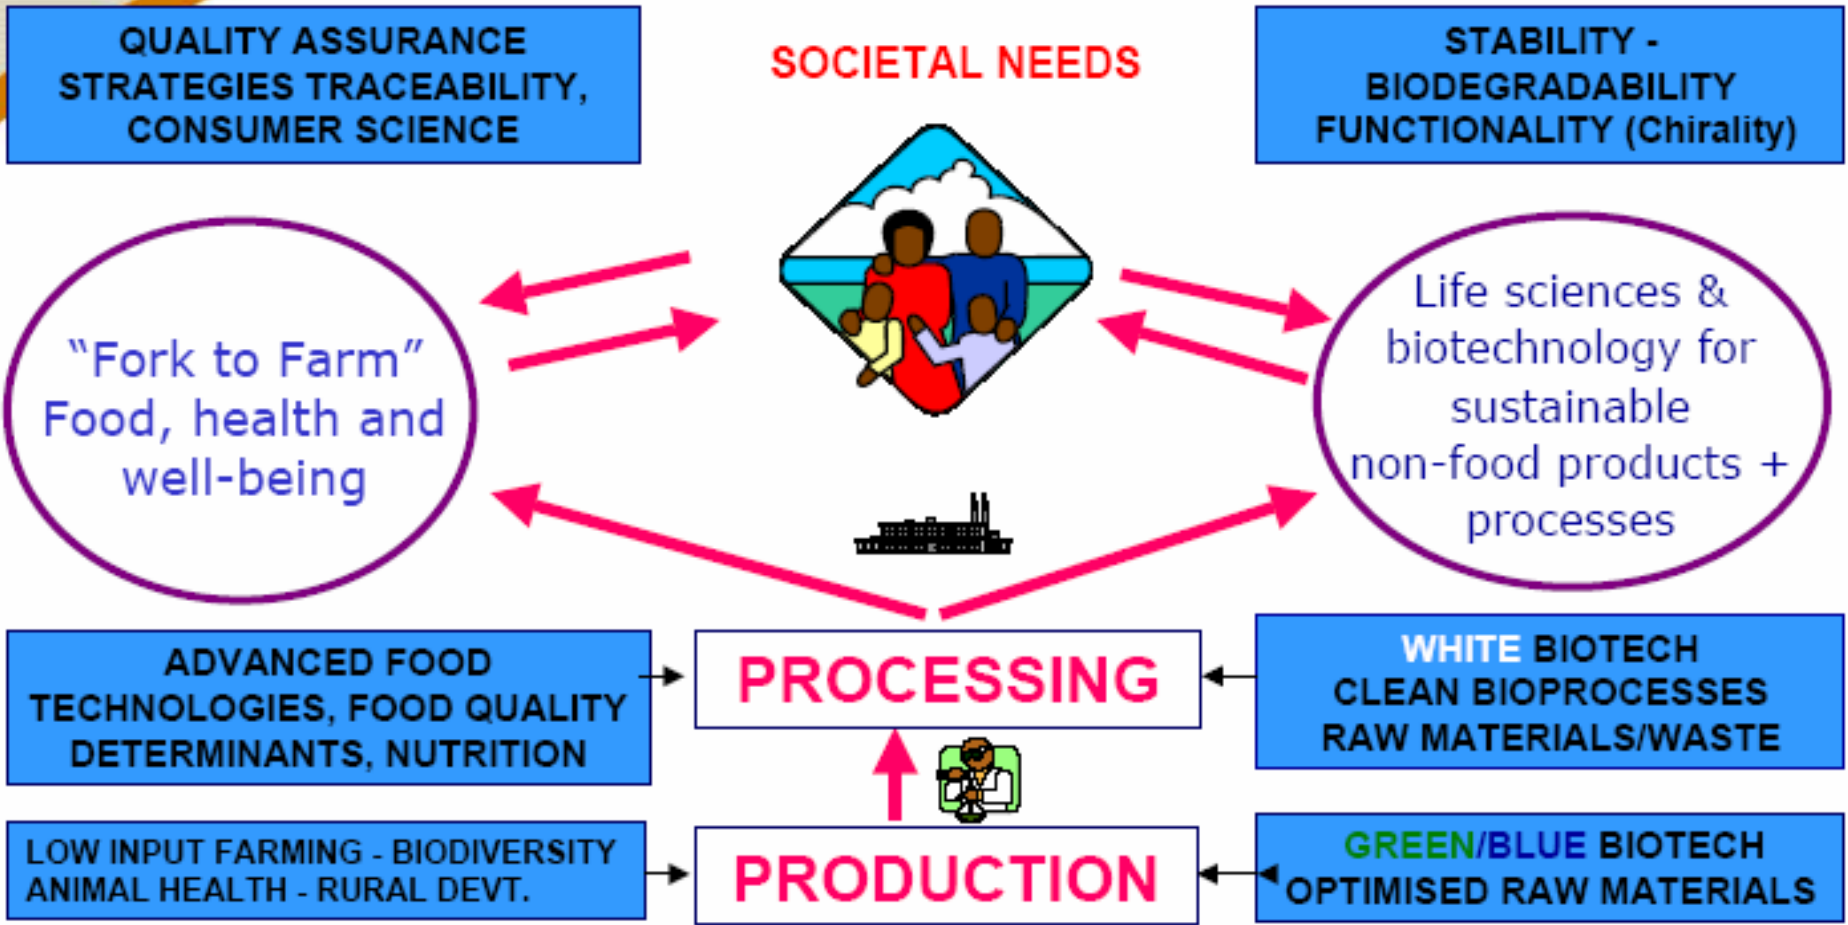 QUALITY ASSURANCE
STRATEGIES TRACEABILITY,
CONSUMER SCIENCE
SOCIETAL NEEDS
STABILITY -
BIODEGRADABILITY
FUNCTIONALITY (Chirality)
“Fork to Farm”
Food, health and
well-being
Life sciences &
biotechnology for
sustainable
non-food products +
processes
ADVANCED FOOD
TECHNOLOGIES, FOOD QUALITY
DETERMINANTS, NUTRITION
PROCESSING
WHITE BIOTECH
CLEAN BIOPROCESSES
RAW MATERIALS/WASTE
LOW INPUT FARMING - BIODIVERSITY
ANIMAL HEALTH - RURAL DEVT.
PRODUCTION
GREEN/BLUE BIOTECH
OPTIMISED RAW MATERIALS